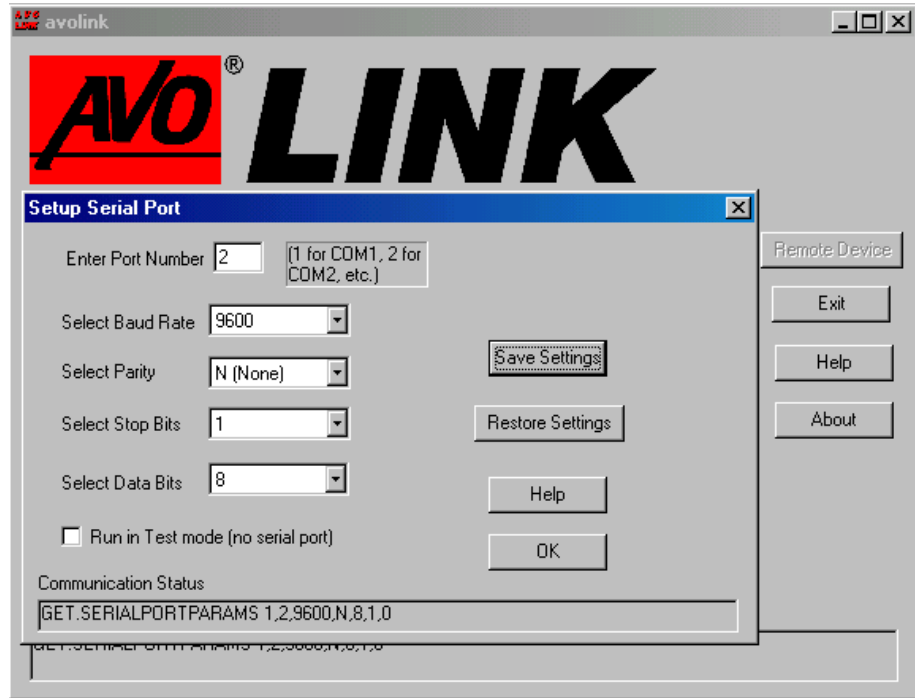 avolink
AVO® LINK
Setup Serial Port
Enter Port Number 2 (1 for COM1, 2 for
COM2, etc.)
Select Baud Rate 9600
Select Parity N (None)
Select Stop Bits 1
Select Data Bits 8
Run in Test mode (no serial port)
Save Settings
Restore Settings
Help
OK
Communication Status
GET.SERIALPORTPARAMS 1,2,9600,N,8,1,0
Remote Device
Exit
Help
About